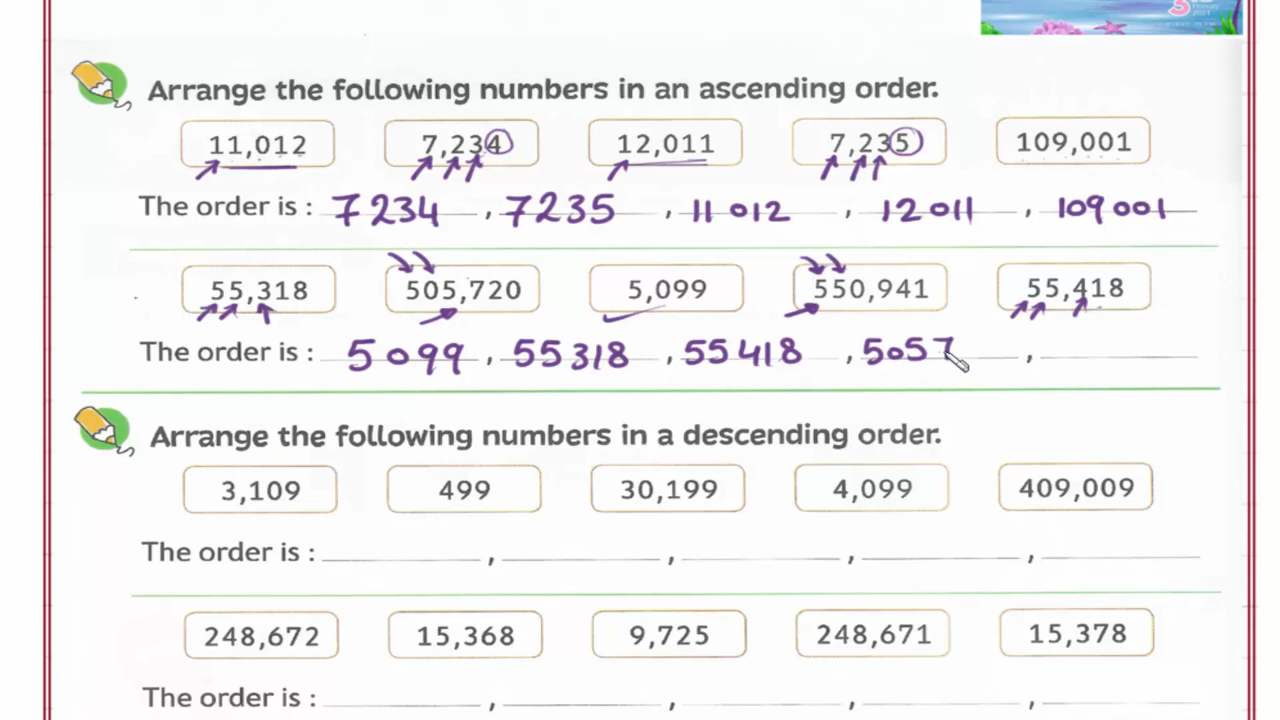 Arrange the following numbers in an ascending order.
11,012 7,234 12,011 7,235 109,001
The order is : 7234 , 7235 , 11012 , 12011 , 109001
55,318 505,720 5,099 550,941 55,418
The order is : 5099 , 55318 , 55418 , 5057 ,
Arrange the following numbers in a descending order.
3,109 499 30,199 4,099 409,009
The order is : , , , ,
248,672 15,368 9,725 248,671 15,378
The order is : , , , ,